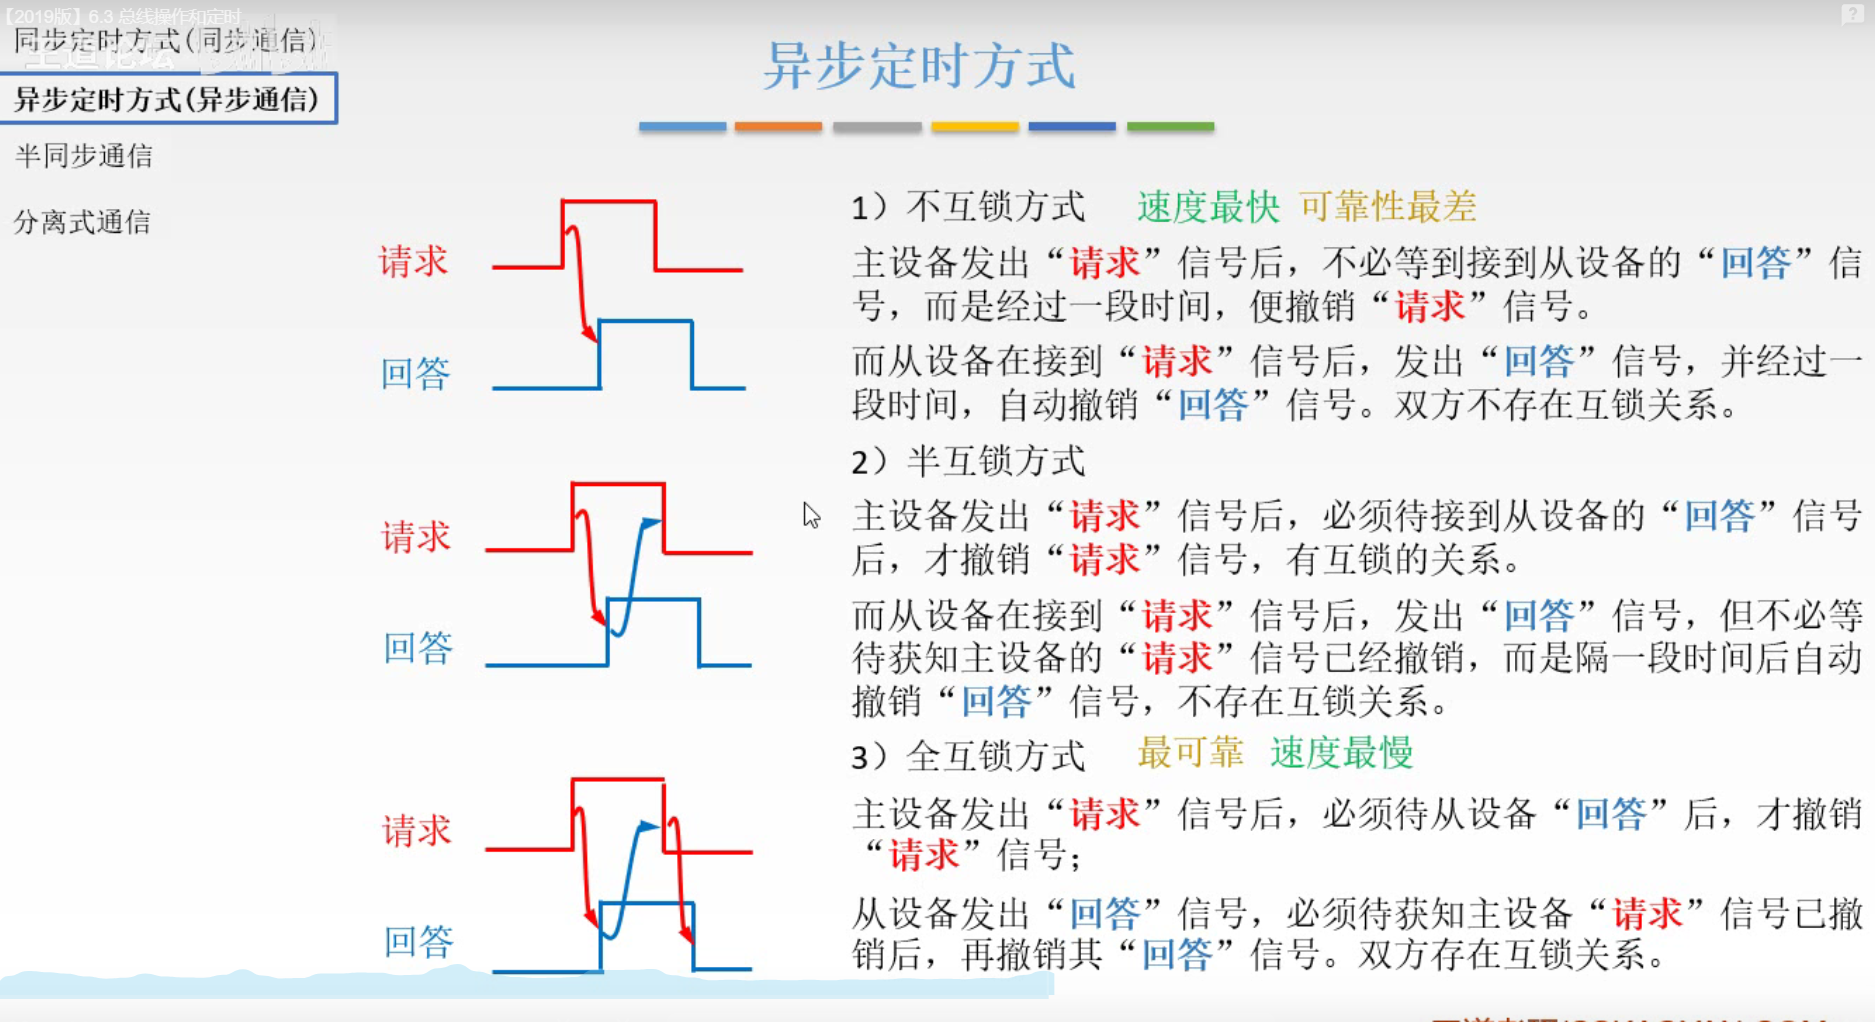 【2019版】6.3 总线操作和定时
同步定时方式(同步通信)
王道论坛
异步定时方式(异步通信)
半同步通信
分离式通信
异步定时方式
请求
回答
请求
回答
请求
回答
1）不互锁方式 速度最快 可靠性最差
主设备发出“请求”信号后，不必等到接到从设备的“回答”信
号，而是经过一段时间，便撤销“请求”信号。
而从设备在接到“请求”信号后，发出“回答”信号，并经过一
段时间，自动撤销“回答”信号。双方不存在互锁关系。
2）半互锁方式
主设备发出“请求”信号后，必须待接到从设备的“回答”信号
后，才撤销“请求”信号，有互锁的关系。
而从设备在接到“请求”信号后，发出“回答”信号，但不必等
待获知主设备的“请求”信号已经撤销，而是隔一段时间后自动
撤销“回答”信号，不存在互锁关系。
3）全互锁方式 最可靠 速度最慢
主设备发出“请求”信号后，必须待从设备“回答”后，才撤销
“请求”信号；
从设备发出“回答”信号，必须待获知主设备“请求”信号已撤
销后，再撤销其“回答”信号。双方存在互锁关系。